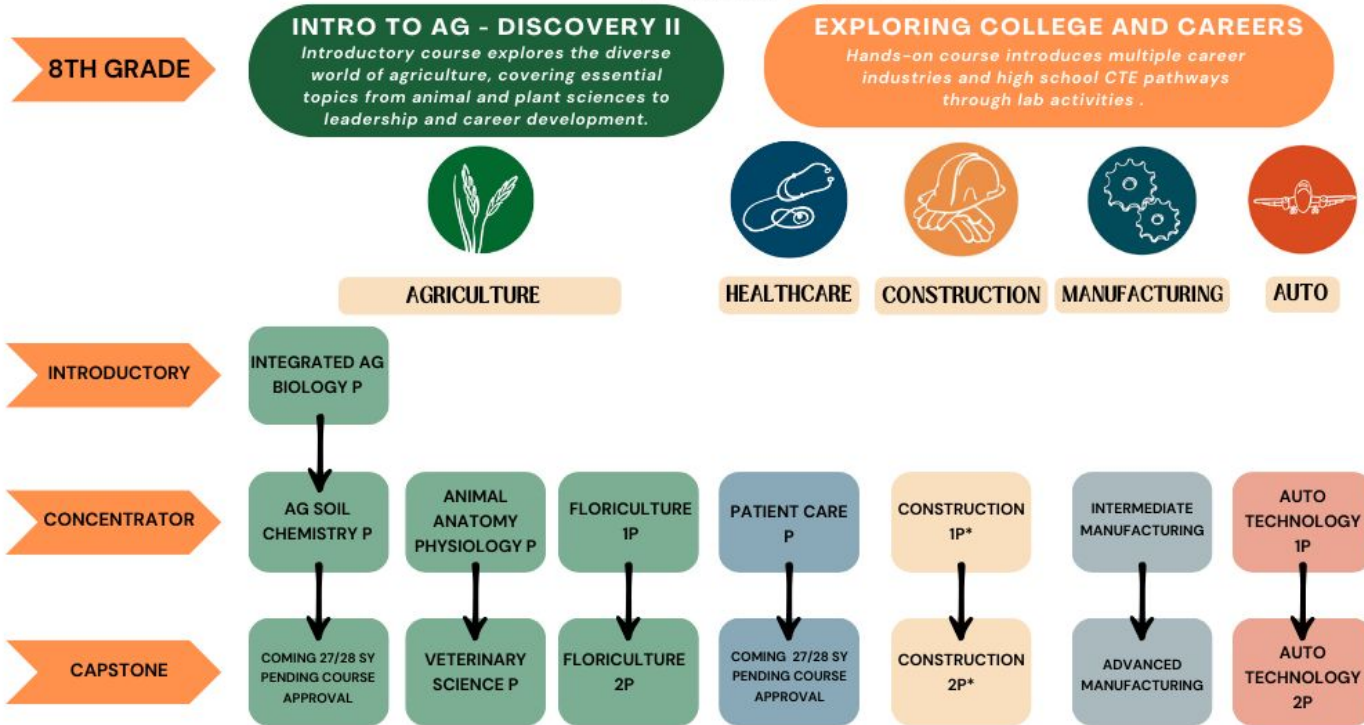 INTRO TO AG - DISCOVERY II
Introductory course explores the diverse
world of agriculture, covering essential
topics from animal and plant sciences to
leadership and career development.
EXPLORING COLLEGE AND CAREERS
Hands-on course introduces multiple career
industries and high school CTE pathways
through lab activities .
8TH GRADE
AGRICULTURE
HEALTHCARE
CONSTRUCTION
MANUFACTURING
AUTO
INTRODUCTORY
INTEGRATED AG
BIOLOGY P
CONCENTRATOR
AG SOIL
CHEMISTRY P
ANIMAL
ANATOMY
PHYSIOLOGY P
FLORICULTURE
1P
PATIENT CARE
P
CONSTRUCTION
1P*
INTERMEDIATE
MANUFACTURING
AUTO
TECHNOLOGY
1P
CAPSTONE
COMING 27/28 SY
PENDING COURSE
APPROVAL
VETERINARY
SCIENCE P
FLORICULTURE
2P
COMING 27/28 SY
PENDING COURSE
APPROVAL
CONSTRUCTION
2P*
ADVANCED
MANUFACTURING
AUTO
TECHNOLOGY
2P